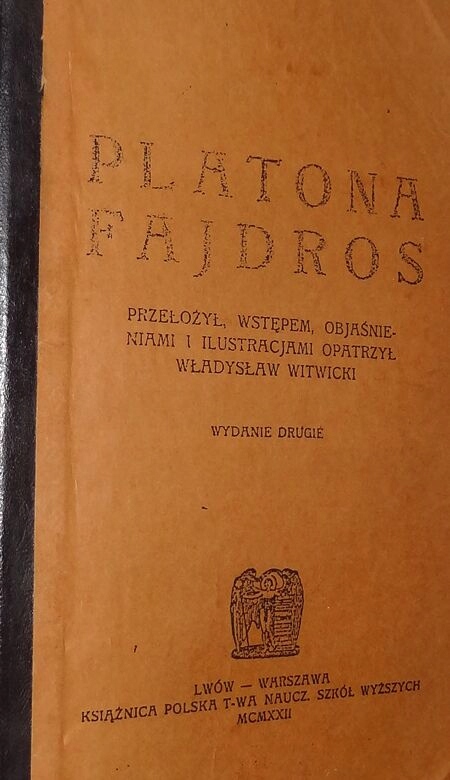 PLATONA
FAJDROS
PRZEŁOŻYŁ, WSTĘPEM, OBJAŚNIE-
NIAMI I ILUSTRACJAMI OPATRZYŁ
WŁADYSŁAW WITWICKI
WYDANIE DRUGIE
LWÓW — WARSZAWA
KSIĄŻNICA POLSKA T-WA NAUCZ. SZKÓŁ WYŻSZYCH
MCMXXII